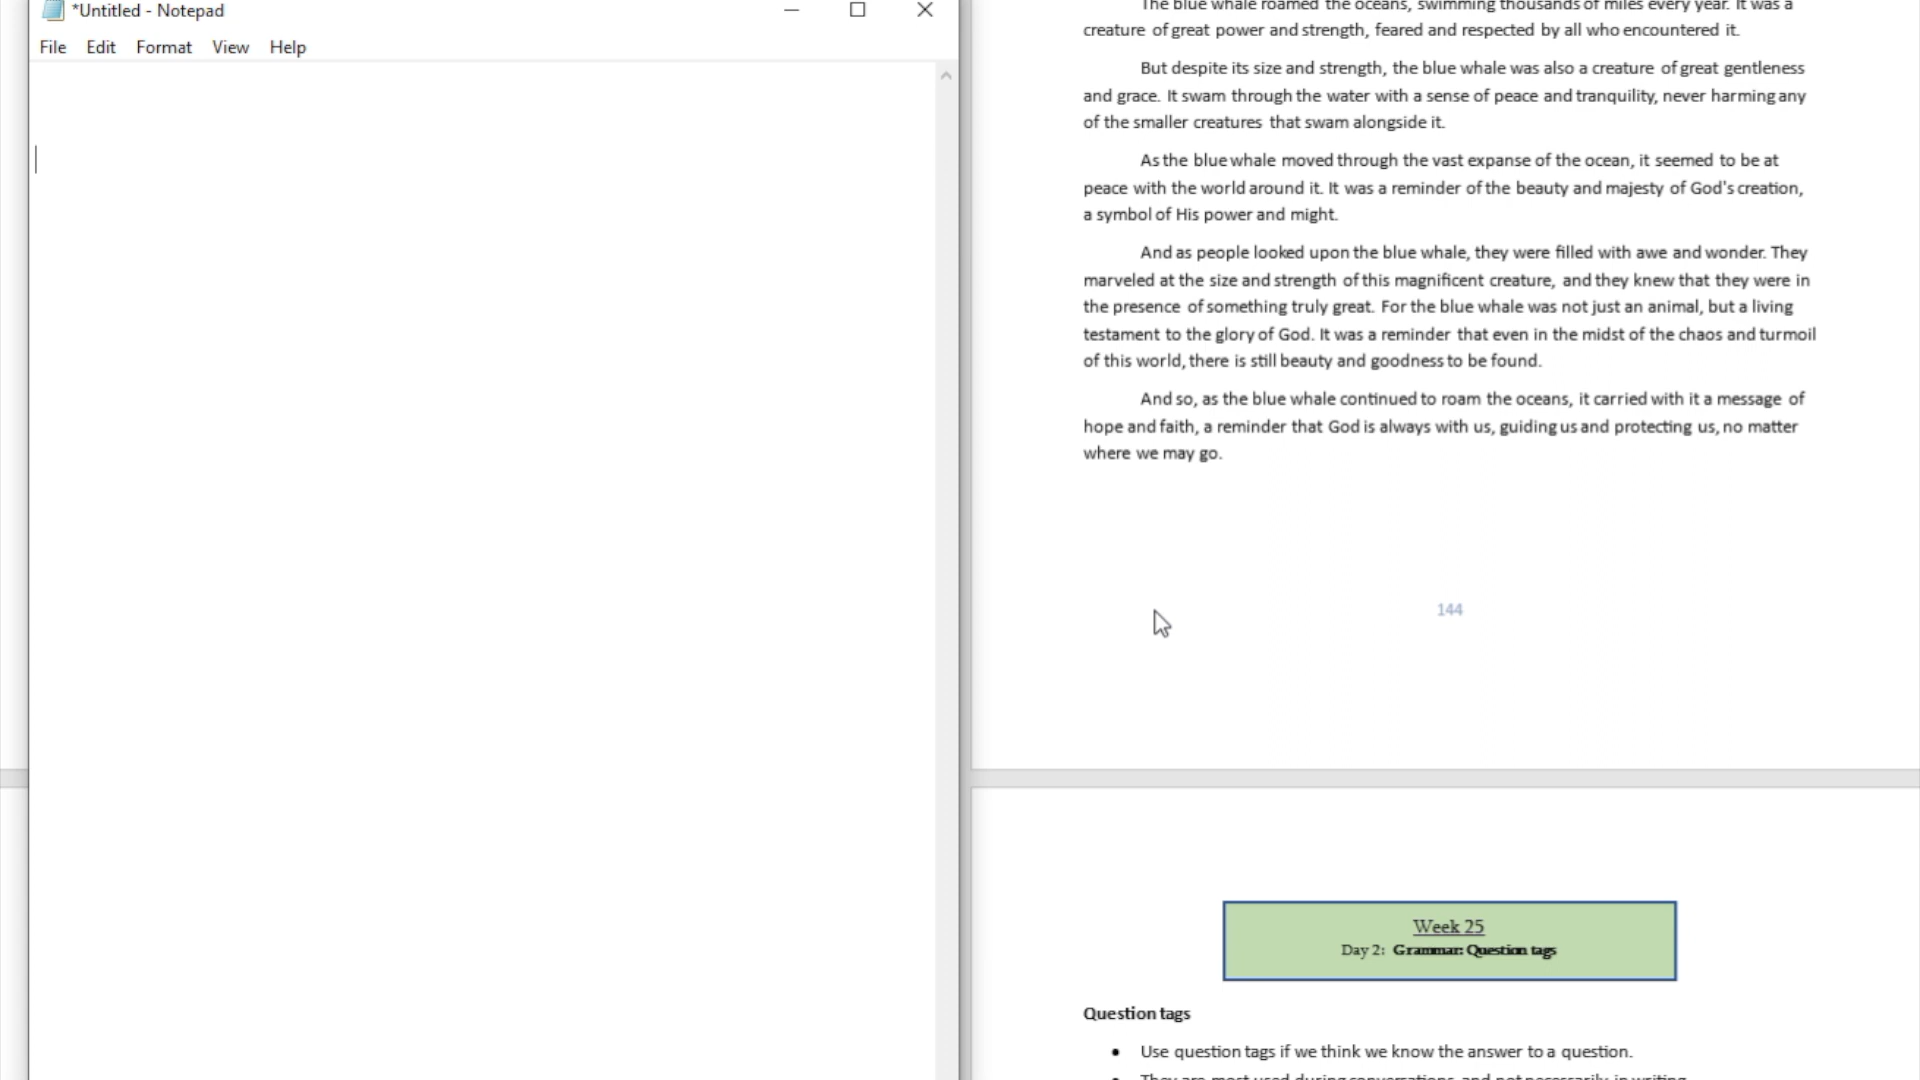 *Untitled - Notepad
File Edit Format View Help
The blue whale roamed the oceans, swimming thousands of miles every year. It was a
creature of great power and strength, feared and respected by all who encountered it.
But despite its size and strength, the blue whale was also a creature of great gentleness
and grace. It swam through the water with a sense of peace and tranquility, never harming any
of the smaller creatures that swam alongside it.
As the blue whale moved through the vast expanse of the ocean, it seemed to be at
peace with the world around it. It was a reminder of the beauty and majesty of God's creation,
a symbol of His power and might.
And as people looked upon the blue whale, they were filled with awe and wonder. They
marveled at the size and strength of this magnificent creature, and they knew that they were in
the presence of something truly great. For the blue whale was not just an animal, but a living
testament to the glory of God. It was a reminder that even in the midst of the chaos and turmoil
of this world, there is still beauty and goodness to be found.
And so, as the blue whale continued to roam the oceans, it carried with it a message of
hope and faith, a reminder that God is always with us, guiding us and protecting us, no matter
where we may go.
144
Week 25
Day 2: Grammar: Question tags
Question tags
• Use question tags if we think we know the answer to a question.
• They are most used during conversations and not necessarily in writing